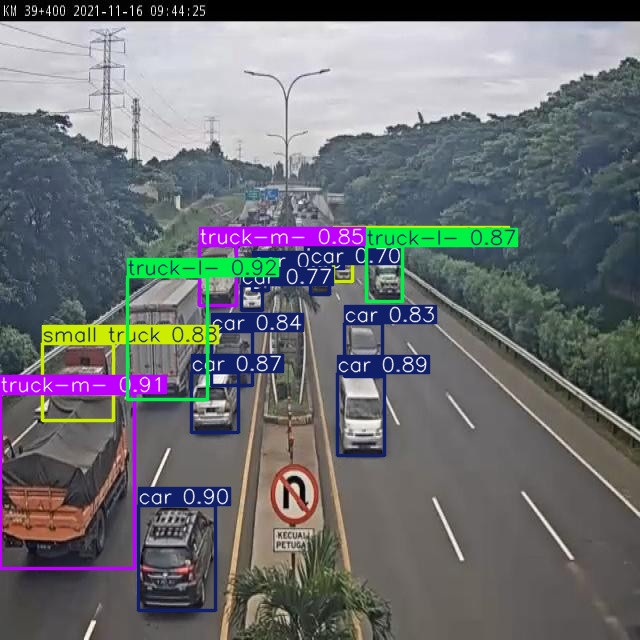 KM 39+400 2021-11-16 09:44:25
truck-m- 0.85
truck-l- 0.87
car 0.70
truck-l- 0.92
0.77
car 0.84
car 0.83
small truck 0.83
car 0.87
car 0.89
truck-m- 0.91
car 0.90
KECUALI
PETUGAS